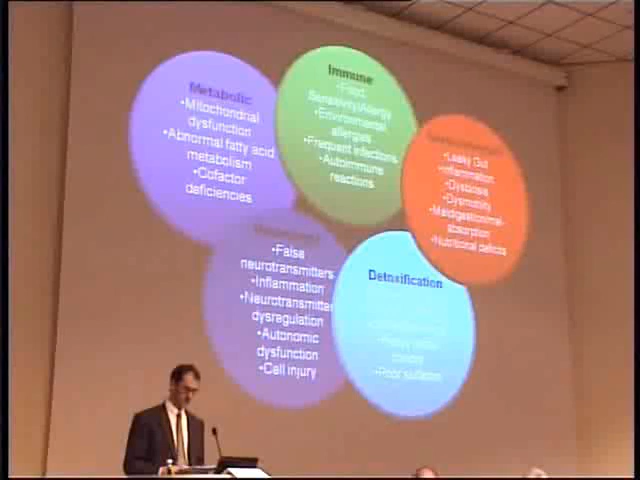 Metabolic
•Mitochondrial
dysfunction
•Abnormal fatty acid
metabolism
•Cofactor
deficiencies
Immune
•Food
Sensitivity/Allergy
•Environmental
allergies
•Frequent infections
•Autoimmune
reactions
•Leaky Gut
•Inflammation
•Dysbiosis
•Dysmotility
•Maldigestion/mal-
absorption
•Nutritional deficits
•False
neurotransmitters
•Inflammation
•Neurotransmitter
dysregulation
•Autonomic
dysfunction
•Cell injury
Detoxification
•Poor